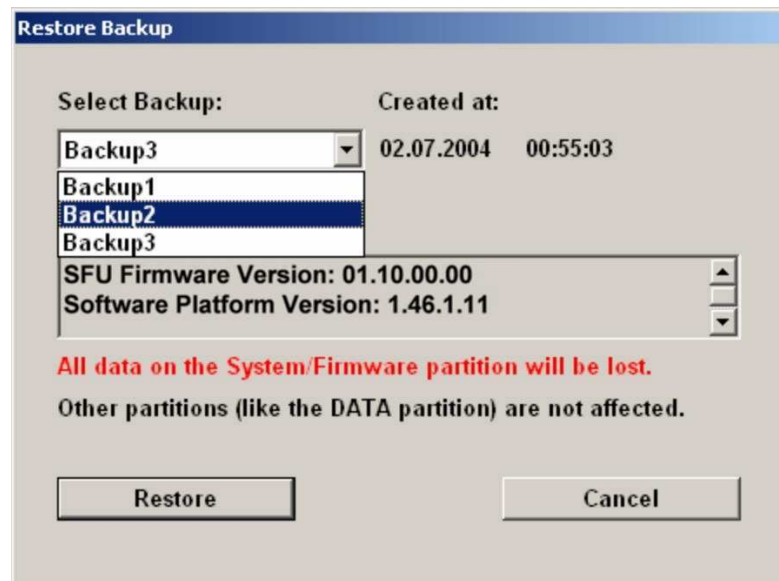 Restore Backup
Select Backup: Created at:
Backup3 02.07.2004 00:55:03
Backup1
Backup2
Backup3
SFU Firmware Version: 01.10.00.00
Software Platform Version: 1.46.1.11
All data on the System/Firmware partition will be lost.
Other partitions (like the DATA partition) are not affected.
Restore Cancel